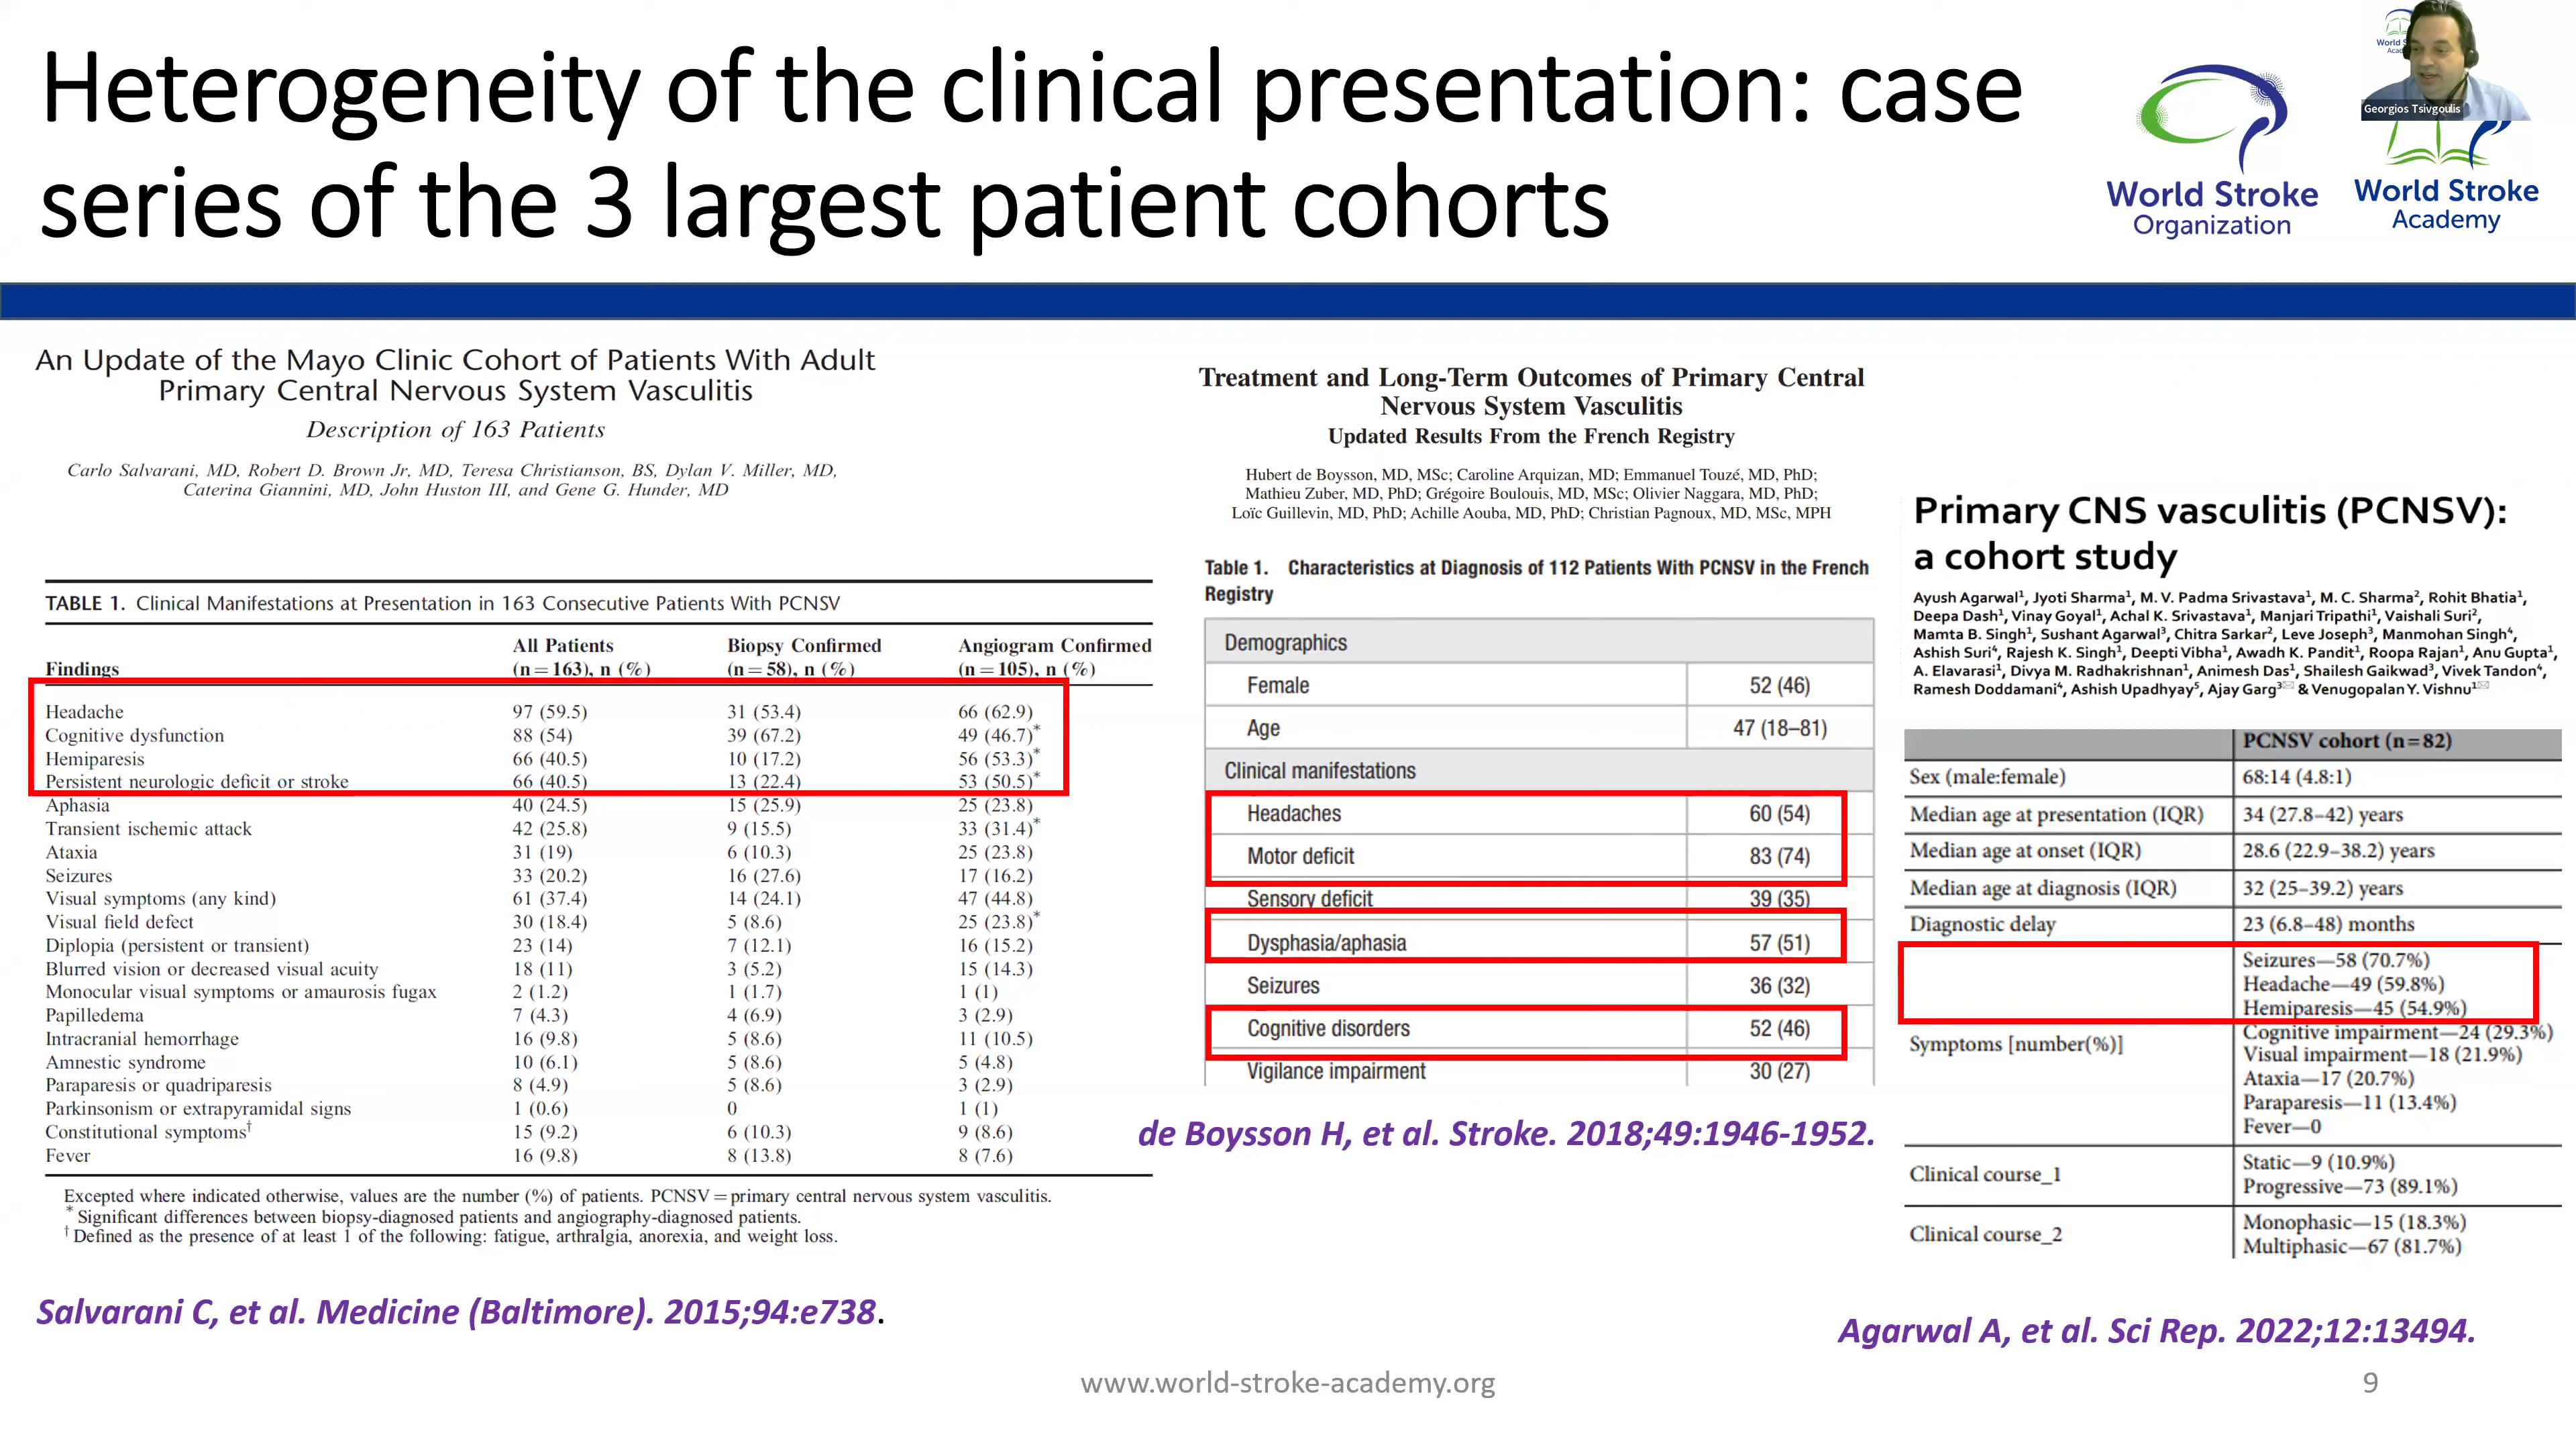 Heterogeneity of the clinical presentation: case
series of the 3 largest patient cohorts
World Stroke
Organization
Georgios Tsivgoulis
World Stroke
Academy
An Update of the Mayo Clinic Cohort of Patients With Adult
Primary Central Nervous System Vasculitis
Description of 163 Patients
Carlo Salvarani, MD, Robert D. Brown Jr, MD, Teresa Christianson, BS, Dylan V. Miller, MD,
Caterina Giannini, MD, John Huston III, and Gene G. Hunder, MD
TABLE 1. Clinical Manifestations at Presentation in 163 Consecutive Patients With PCNSV
All Patients Biopsy Confirmed Angiogram Confirmed
Findings (n=163), n (%) (n=58), n (%) (n=105), n (%)
Headache 97 (59.5) 31 (53.4) 66 (62.9)
Cognitive dysfunction 88 (54) 39 (67.2) 49 (46.7)*
Hemiparesis 66 (40.5) 10 (17.2) 56 (53.3)*
Persistent neurologic deficit or stroke 66 (40.5) 13 (22.4) 53 (50.5)*
Aphasia 40 (24.5) 15 (25.9) 25 (23.8)
Transient ischemic attack 42 (25.8) 9 (15.5) 33 (31.4)*
Ataxia 31 (19) 6 (10.3) 25 (23.8)
Seizures 33 (20.2) 16 (27.6) 17 (16.2)
Visual symptoms (any kind) 61 (37.4) 14 (24.1) 47 (44.8)
Visual field defect 30 (18.4) 5 (8.6) 25 (23.8)*
Diplopia (persistent or transient) 23 (14) 7 (12.1) 16 (15.2)
Blurred vision or decreased visual acuity 18 (11) 3 (5.2) 15 (14.3)
Monocular visual symptoms or amaurosis fugax 2 (1.2) 1 (1.7) 1 (1)
Papilledema 7 (4.3) 4 (6.9) 3 (2.9)
Intracranial hemorrhage 16 (9.8) 5 (8.6) 11 (10.5)
Amnestic syndrome 10 (6.1) 5 (8.6) 5 (4.8)
Paraparesis or quadriparesis 8 (4.9) 5 (8.6) 3 (2.9)
Parkinsonism or extrapyramidal signs 1 (0.6) 0 1 (1)
Constitutional symptoms† 15 (9.2) 6 (10.3) 9 (8.6)
Fever 16 (9.8) 8 (13.8) 8 (7.6)
Excepted where indicated otherwise, values are the number (%) of patients. PCNSV=primary central nervous system vasculitis.
* Significant differences between biopsy-diagnosed patients and angiography-diagnosed patients.
† Defined as the presence of at least 1 of the following: fatigue, arthralgia, anorexia, and weight loss.
Salvarani C, et al. Medicine (Baltimore). 2015;94:e738.
Treatment and Long-Term Outcomes of Primary Central
Nervous System Vasculitis
Updated Results From the French Registry
Hubert de Boysson, MD, MSc; Caroline Arquizan, MD; Emmanuel Touzé, MD, PhD;
Mathieu Zuber, MD, PhD; Grégoire Boulouis, MD, MSc; Olivier Naggara, MD, PhD;
Loïc Guillevin, MD, PhD; Achille Aouba, MD, PhD; Christian Pagnoux, MD, MSc, MPH
Table 1. Characteristics at Diagnosis of 112 Patients With PCNSV in the French
Registry
Demographics
Female 52 (46)
Age 47 (18–81)
Clinical manifestations
Headaches 60 (54)
Motor deficit 83 (74)
Sensory deficit 39 (35)
Dysphasia/aphasia 57 (51)
Seizures 36 (32)
Cognitive disorders 52 (46)
Vigilance impairment 30 (27)
de Boysson H, et al. Stroke. 2018;49:1946-1952.
Primary CNS vasculitis (PCNSV):
a cohort study
Ayush Agarwal1, Jyoti Sharma1, M. V. Padma Srivastava1, M. C. Sharma2, Rohit Bhatia1,
Deepa Dash1, Vinay Goyal1, Achal K. Srivastava1, Manjari Tripathi1, Vaishali Suri2,
Mamta B. Singh1, Sushant Agarwal3, Chitra Sarkar2, Leve Joseph3, Manmohan Singh4,
Ashish Suri4, Rajesh K. Singh1, Deepti Vibha1, Awadh K. Pandit1, Roopa Rajan1, Anu Gupta1,
A. Elavarasi1, Divya M. Radhakrishnan1, Animesh Das1, Shailesh Gaikwad3, Vivek Tandon4,
Ramesh Doddamani4, Ashish Upadhyay5, Ajay Garg3 & Venugopalan Y. Vishnu1
PCNSV cohort (n=82)
Sex (male:female) 68:14 (4.8:1)
Median age at presentation (IQR) 34 (27.8–42) years
Median age at onset (IQR) 28.6 (22.9–38.2) years
Median age at diagnosis (IQR) 32 (25–39.2) years
Diagnostic delay 23 (6.8–48) months
Seizures—58 (70.7%)
Headache—49 (59.8%)
Hemiparesis—45 (54.9%)
Cognitive impairment—24 (29.3%)
Symptoms [number(%)]
Visual impairment—18 (21.9%)
Ataxia—17 (20.7%)
Paraparesis—11 (13.4%)
Fever—0
Clinical course_1 Static—9 (10.9%)
Progressive—73 (89.1%)
Clinical course_2 Monophasic—15 (18.3%)
Multiphasic—67 (81.7%)
Agarwal A, et al. Sci Rep. 2022;12:13494.
www.world-stroke-academy.org
9